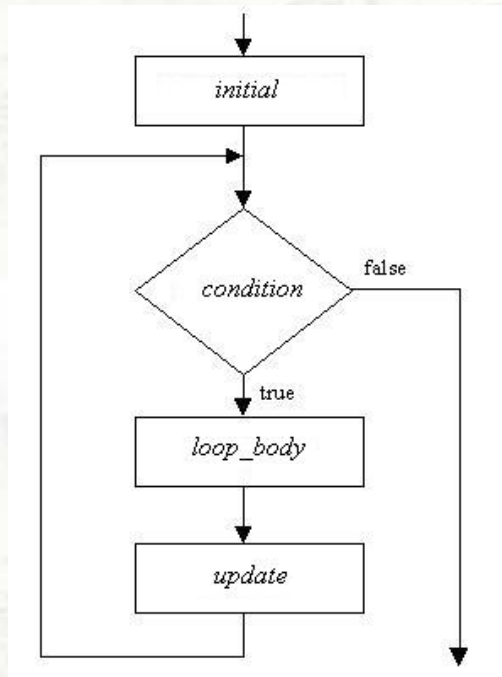 initial
condition
false
true
loop_body
update